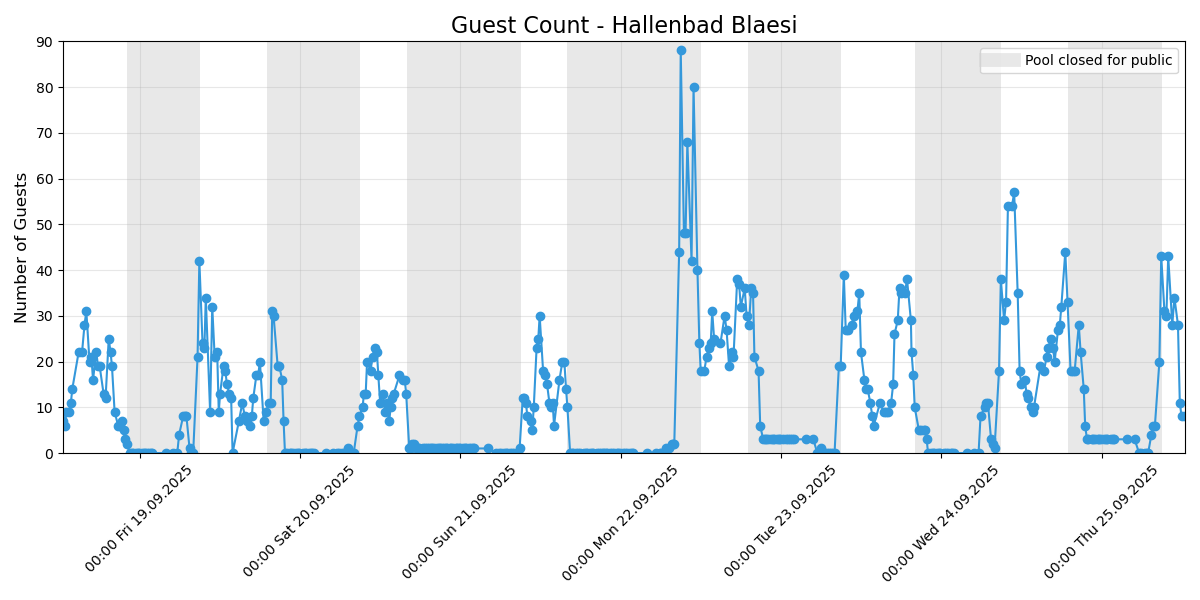 Guest Count - Hallenbad Blaesi
Pool closed for public
Number of Guests
90
80
70
60
50
40
30
20
10
0
00:00 Fri 19.09.2025
00:00 Sat 20.09.2025
00:00 Sun 21.09.2025
00:00 Mon 22.09.2025
00:00 Tue 23.09.2025
00:00 Wed 24.09.2025
00:00 Thu 25.09.2025